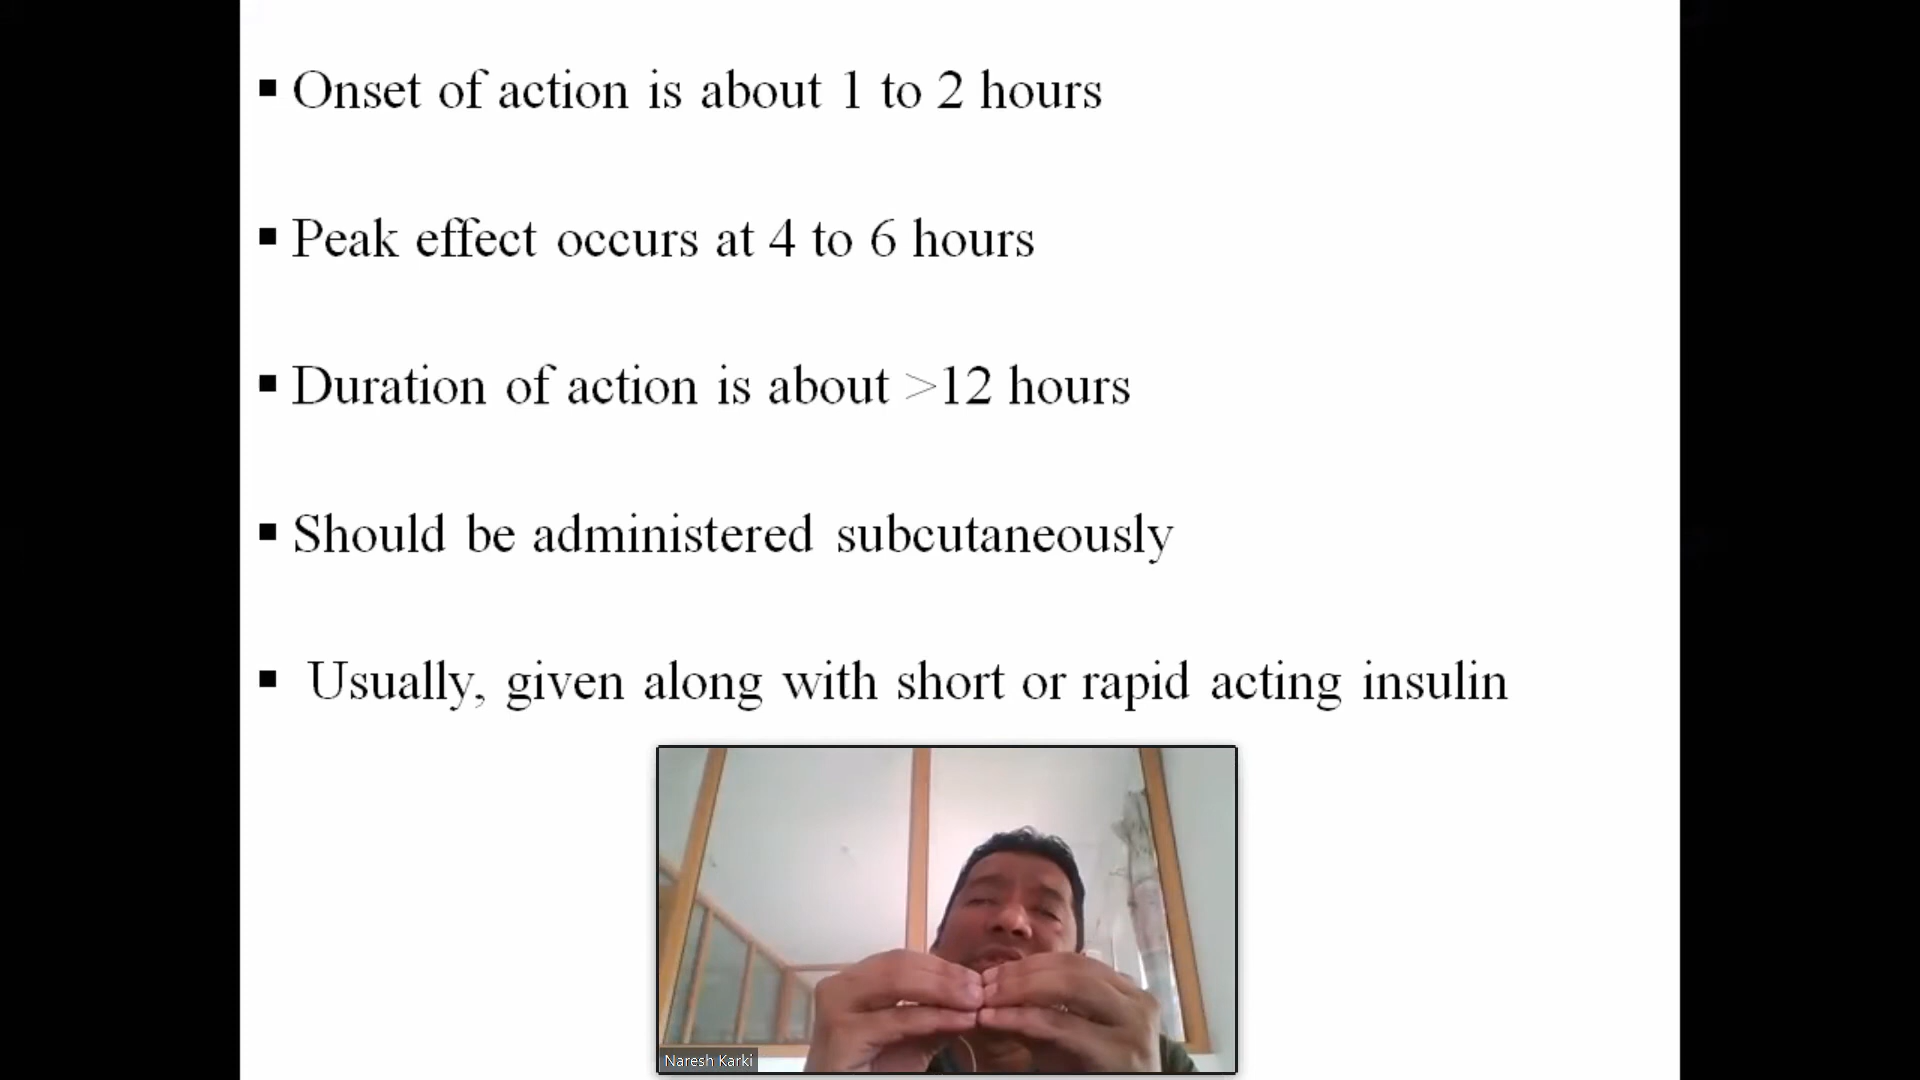 ▪ Onset of action is about 1 to 2 hours
▪ Peak effect occurs at 4 to 6 hours
▪ Duration of action is about >12 hours
▪ Should be administered subcutaneously
▪ Usually, given along with short or rapid acting insulin
Naresh Karki